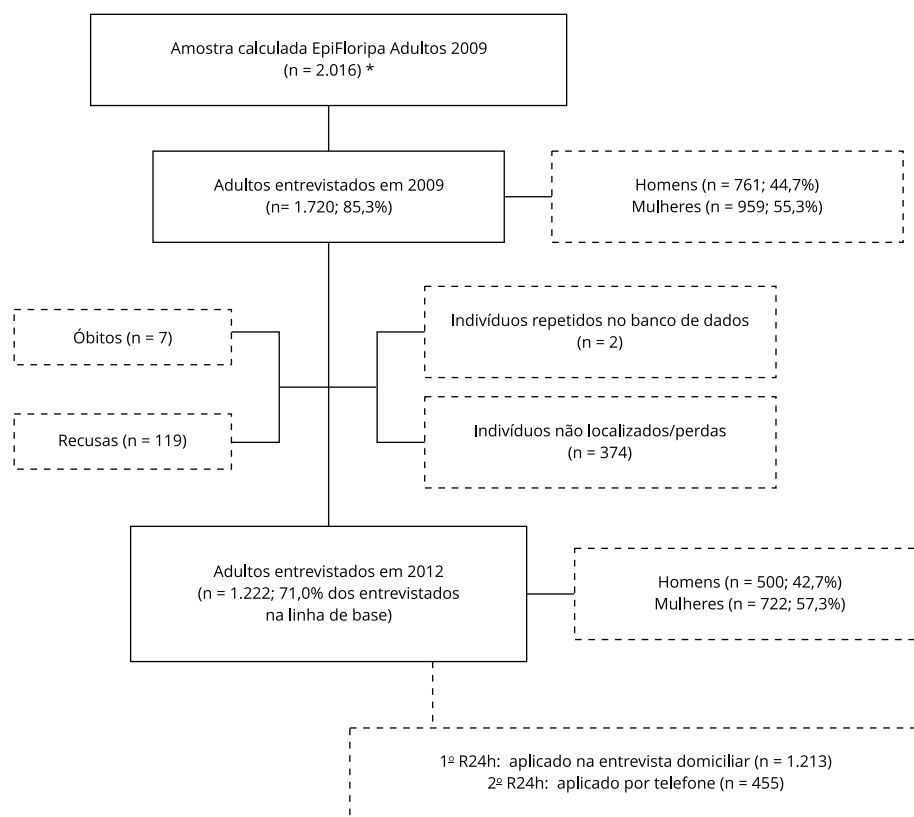 Amostra calculada EpiFloripa Adultos 2009
(n = 2.016) *
Adultos entrevistados em 2009
(n= 1.720; 85,3%)
Homens (n = 761; 44,7%)
Mulheres (n = 959; 55,3%)
Óbitos (n = 7)
Indivíduos repetidos no banco de dados
(n = 2)
Recusas (n = 119)
Indivíduos não localizados/perdas
(n = 374)
Adultos entrevistados em 2012
(n = 1.222; 71,0% dos entrevistados
na linha de base)
Homens (n = 500; 42,7%)
Mulheres (n = 722; 57,3%)
1º R24h: aplicado na entrevista domiciliar (n = 1.213)
2º R24h: aplicado por telefone (n = 455)